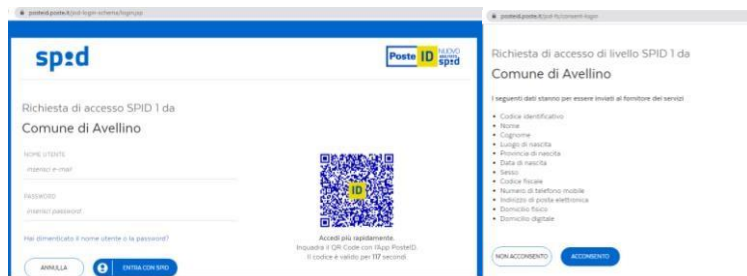 posteid.poste.it/jod-login-schema/login.jsp
spid
Poste ID NUOVO
spid
Richiesta di accesso SPID 1 da
Comune di Avellino
NOME UTENTE
inserisci e-mail
PASSWORD
inserisci password
Hai dimenticato il nome utente o la password?
ANNULLA
ENTRA CON SPID
ID
Accedi più rapidamente.
Inquadra il QR Code con l'App PosteID.
Il codice è valido per 117 secondi
posteid.poste.it/jod-fs/consent-login
Richiesta di accesso di livello SPID 1 da
Comune di Avellino
I seguenti dati stanno per essere inviati al fornitore dei servizi
• Codice identificativo
• Nome
• Cognome
• Luogo di nascita
• Provincia di nascita
• Data di nascita
• Sesso
• Codice fiscale
• Numero di telefono mobile
• Indirizzo di posta elettronica
• Domicilio fisico
• Domicilio digitale
NON ACCONSENTO
ACCONSENTO